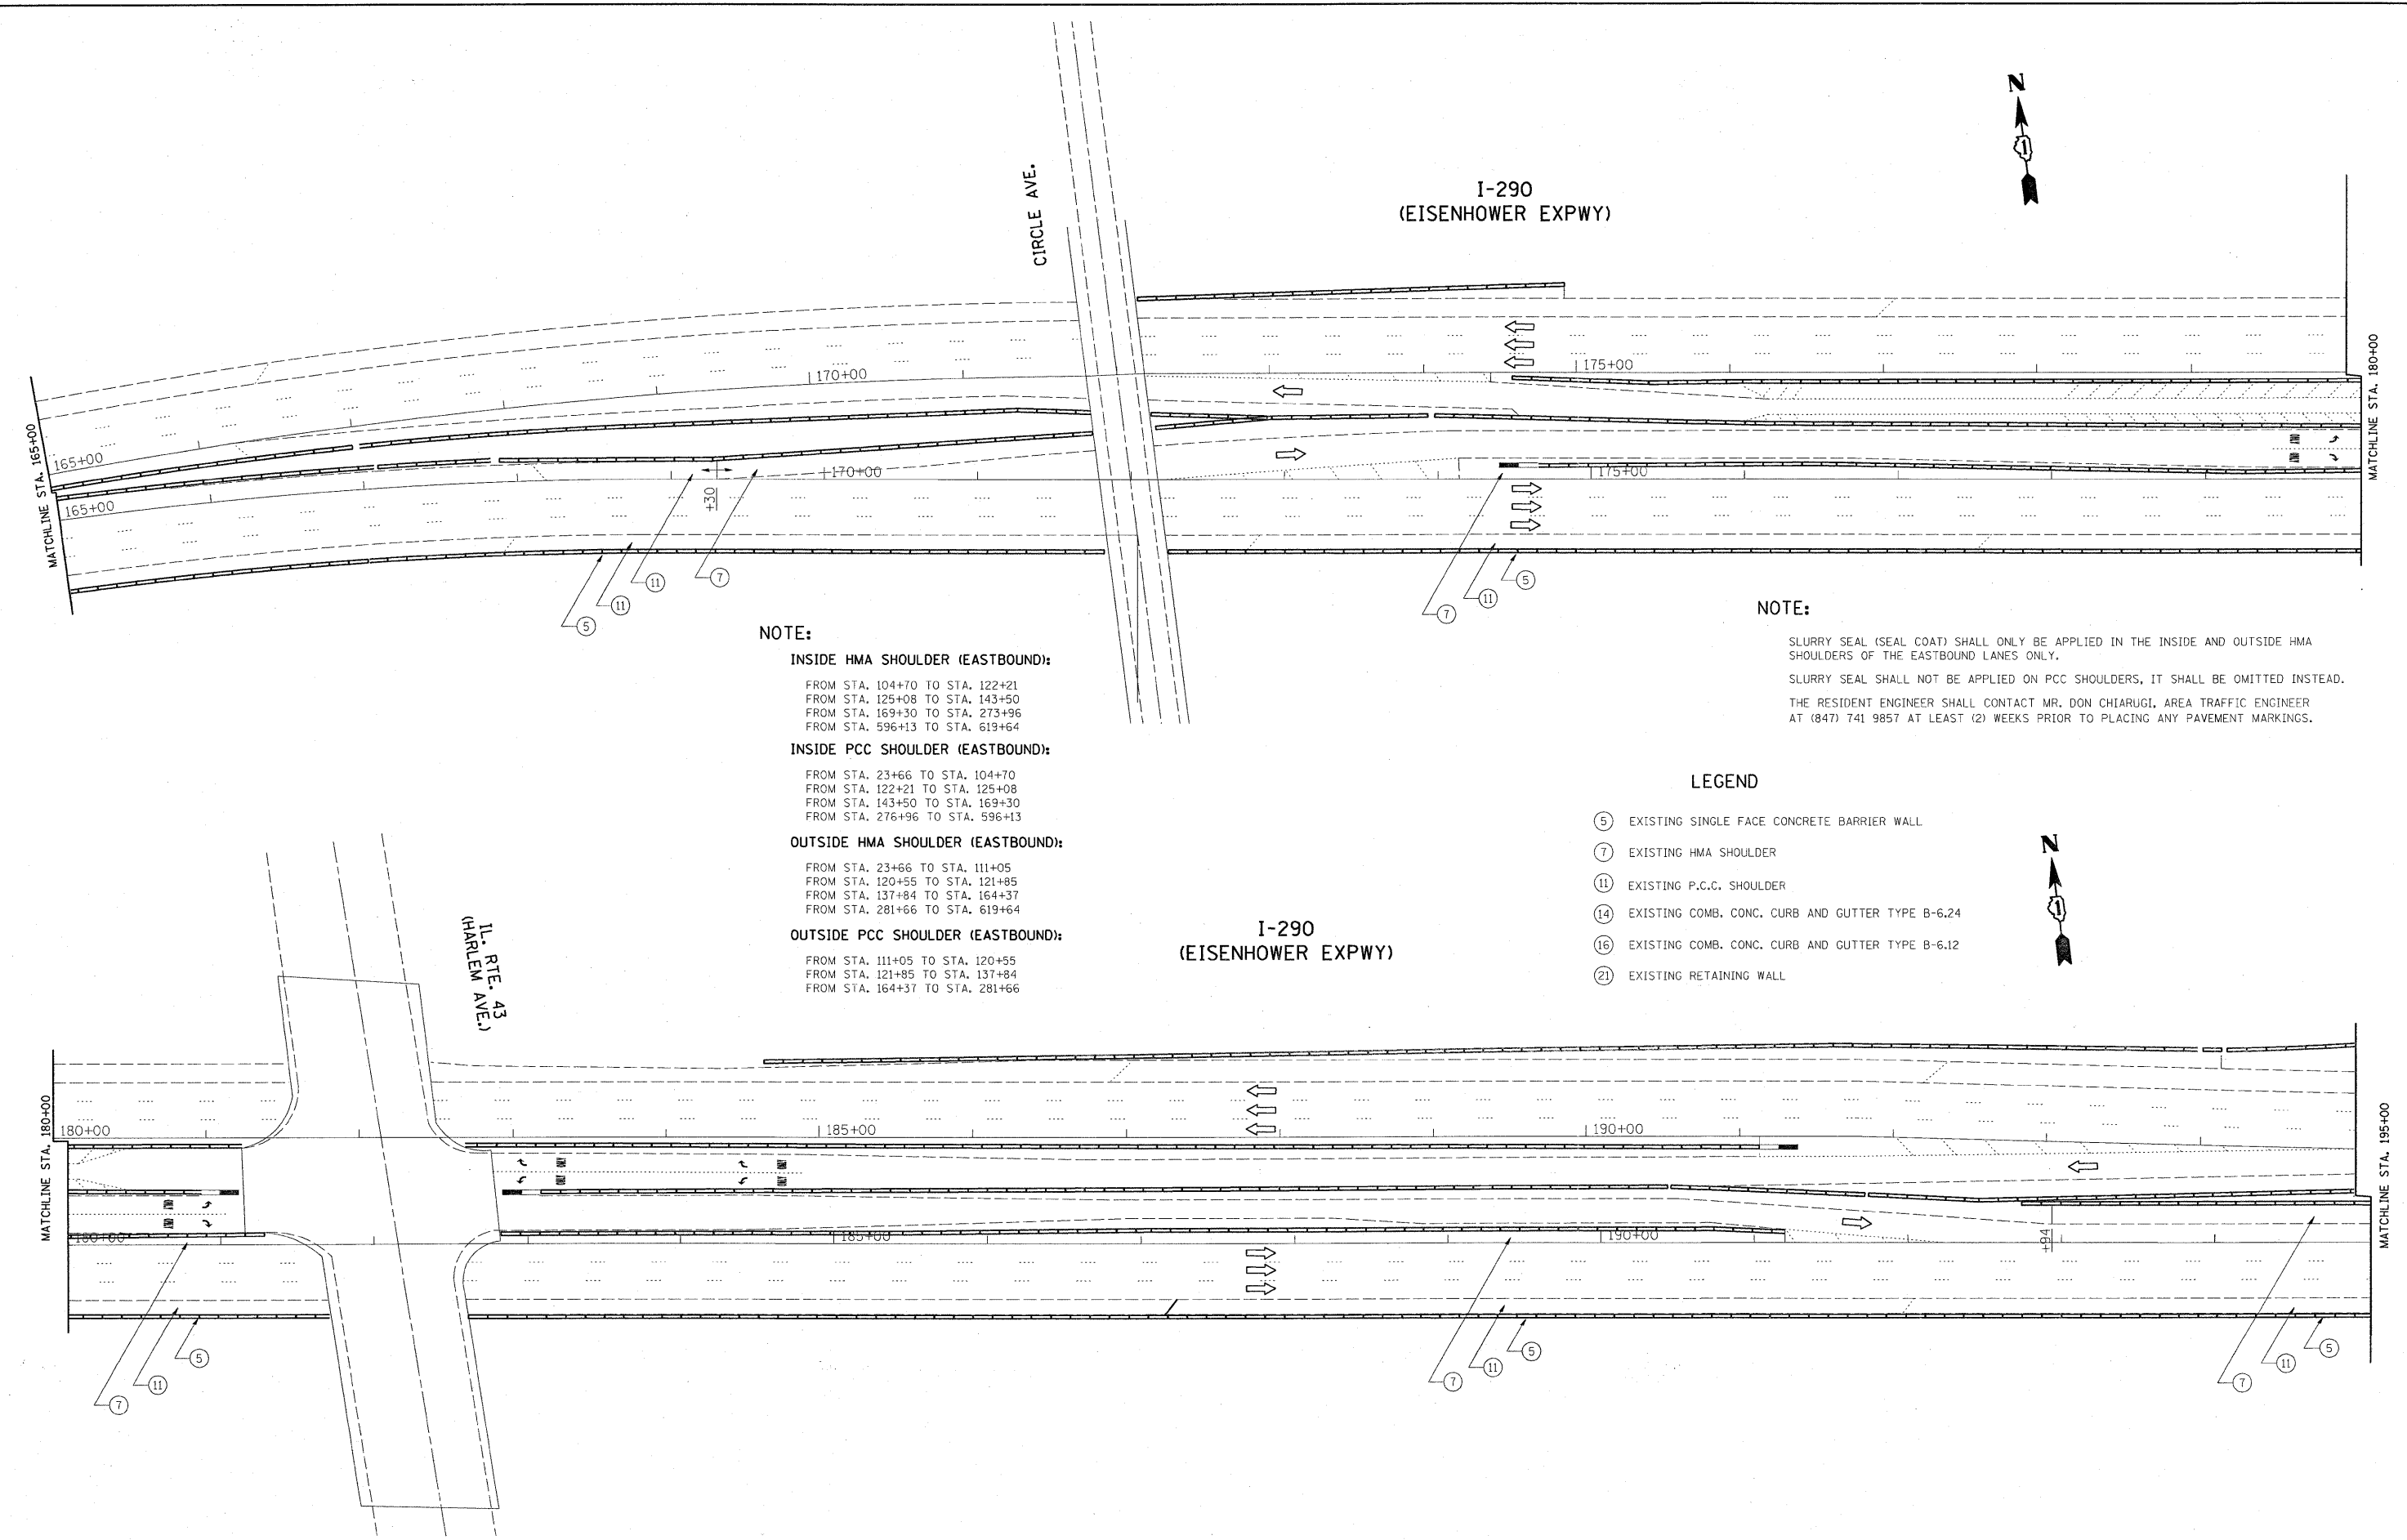 N
1
CIRCLE AVE.
I-290
(EISENHOWER EXPWY)
MATCHLINE STA. 165+00
165+00
170+00
175+00
MATCHLINE STA. 180+00
165+00
+30
170+00
175+00
ONLY
ONLY
5
11
11
7
7
11
5
NOTE:
INSIDE HMA SHOULDER (EASTBOUND):
FROM STA. 104+70 TO STA. 122+21
FROM STA. 125+08 TO STA. 143+50
FROM STA. 169+30 TO STA. 273+96
FROM STA. 596+13 TO STA. 619+64
INSIDE PCC SHOULDER (EASTBOUND):
FROM STA. 23+66 TO STA. 104+70
FROM STA. 122+21 TO STA. 125+08
FROM STA. 143+50 TO STA. 169+30
FROM STA. 276+96 TO STA. 596+13
OUTSIDE HMA SHOULDER (EASTBOUND):
FROM STA. 23+66 TO STA. 111+05
FROM STA. 120+55 TO STA. 121+85
FROM STA. 137+84 TO STA. 164+37
FROM STA. 281+66 TO STA. 619+64
OUTSIDE PCC SHOULDER (EASTBOUND):
FROM STA. 111+05 TO STA. 120+55
FROM STA. 121+85 TO STA. 137+84
FROM STA. 164+37 TO STA. 281+66
NOTE:
SLURRY SEAL (SEAL COAT) SHALL ONLY BE APPLIED IN THE INSIDE AND OUTSIDE HMA
SHOULDERS OF THE EASTBOUND LANES ONLY.
SLURRY SEAL SHALL NOT BE APPLIED ON PCC SHOULDERS, IT SHALL BE OMITTED INSTEAD.
THE RESIDENT ENGINEER SHALL CONTACT MR. DON CHIARUGI, AREA TRAFFIC ENGINEER
AT (847) 741 9857 AT LEAST (2) WEEKS PRIOR TO PLACING ANY PAVEMENT MARKINGS.
LEGEND
5 EXISTING SINGLE FACE CONCRETE BARRIER WALL
7 EXISTING HMA SHOULDER
11 EXISTING P.C.C. SHOULDER
14 EXISTING COMB. CONC. CURB AND GUTTER TYPE B-6.24
16 EXISTING COMB. CONC. CURB AND GUTTER TYPE B-6.12
21 EXISTING RETAINING WALL
N
1
IL. RTE. 43
(HARLEM AVE.)
I-290
(EISENHOWER EXPWY)
MATCHLINE STA. 180+00
180+00
185+00
190+00
MATCHLINE STA. 195+00
ONLY
ONLY
ONLY
ONLY
ONLY
ONLY
180+00
185+00
190+00
+94
5
11
7
5
11
7
5
11
7